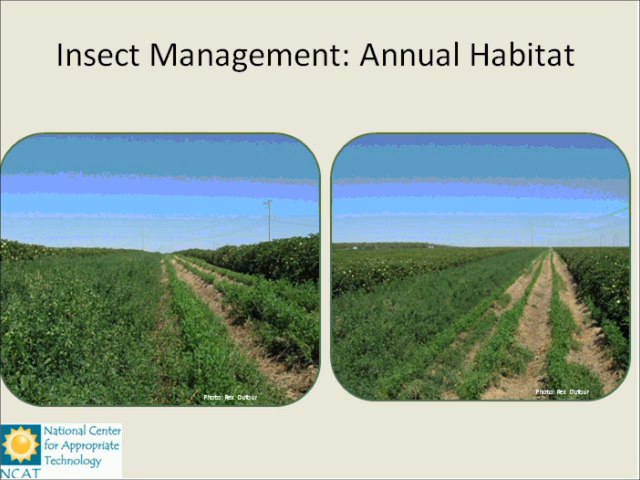 Insect Management: Annual Habitat
Photo: Rex Dufour
Photo: Rex Dufour
National Center
for Appropriate
Technology
NCAT